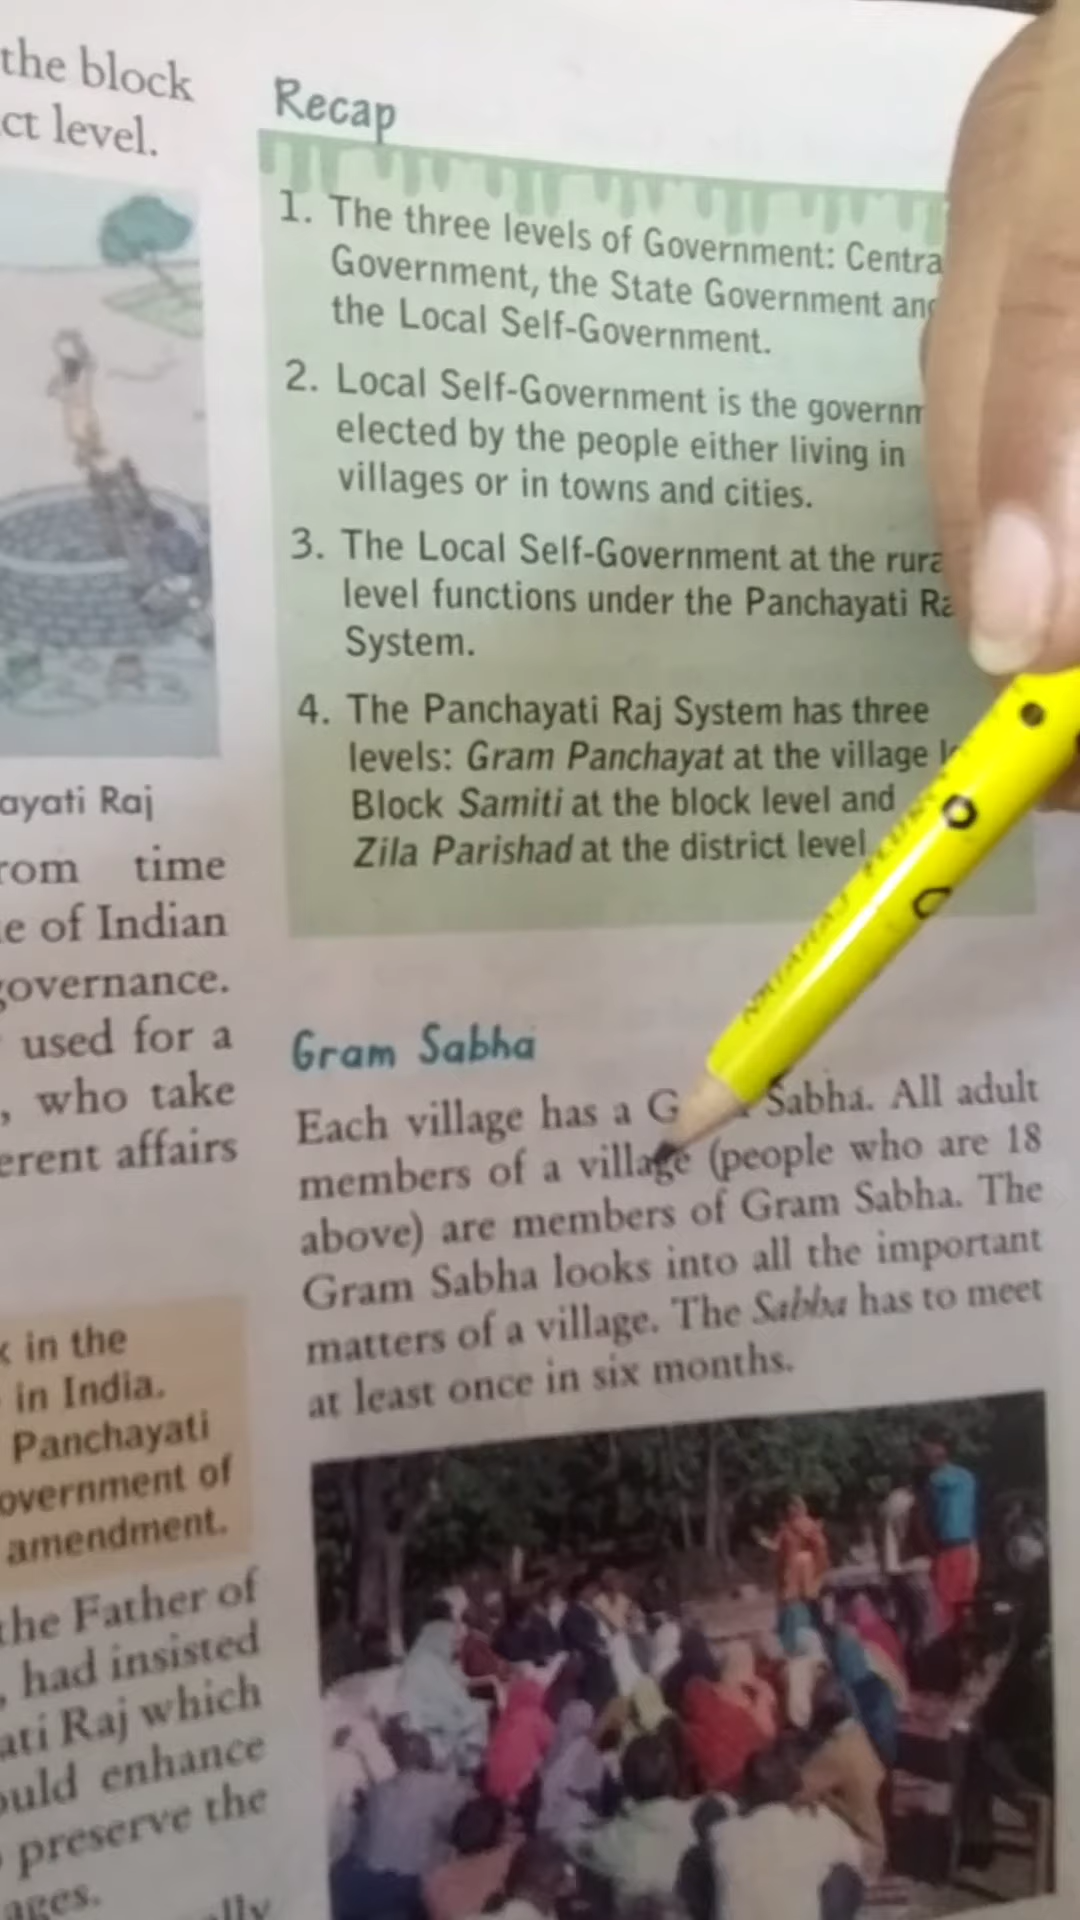 the block
ct level.
ayati Raj
rom time
e of Indian
governance.
used for a
, who take
erent affairs
in the
in India.
Panchayati
overnment of
amendment.
the Father of
, had insisted
ati Raj which
ould enhance
preserve the
ages.
ally
Recap
1. The three levels of Government: Centra
Government, the State Government and
the Local Self-Government.
2. Local Self-Government is the governm
elected by the people either living in
villages or in towns and cities.
3. The Local Self-Government at the rura
level functions under the Panchayati Ra
System.
4. The Panchayati Raj System has three
levels: Gram Panchayat at the village l
Block Samiti at the block level and
Zila Parishad at the district level
Gram Sabha
Each village has a G Sabha. All adult
members of a village (people who are 18
above) are members of Gram Sabha. The
Gram Sabha looks into all the important
matters of a village. The Sabha has to meet
at least once in six months.
NATARAJ